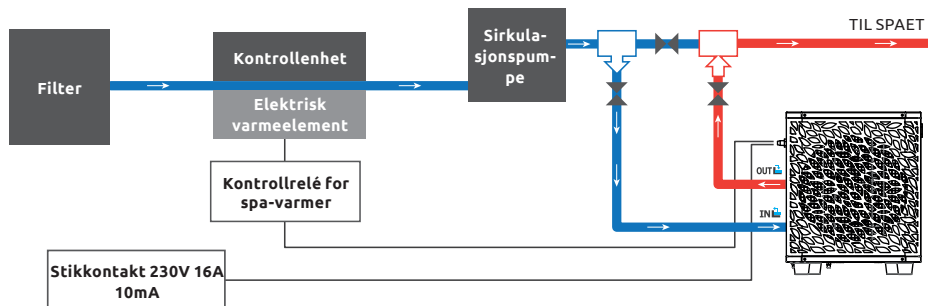 Filter
Kontrollenhet
Elektrisk
varmeelement
Kontrollrelé for
spa-varmer
Stikkontakt 230V 16A
10mA
Sirkula-
sjonspum-
pe
TIL SPAET
OUT
IN